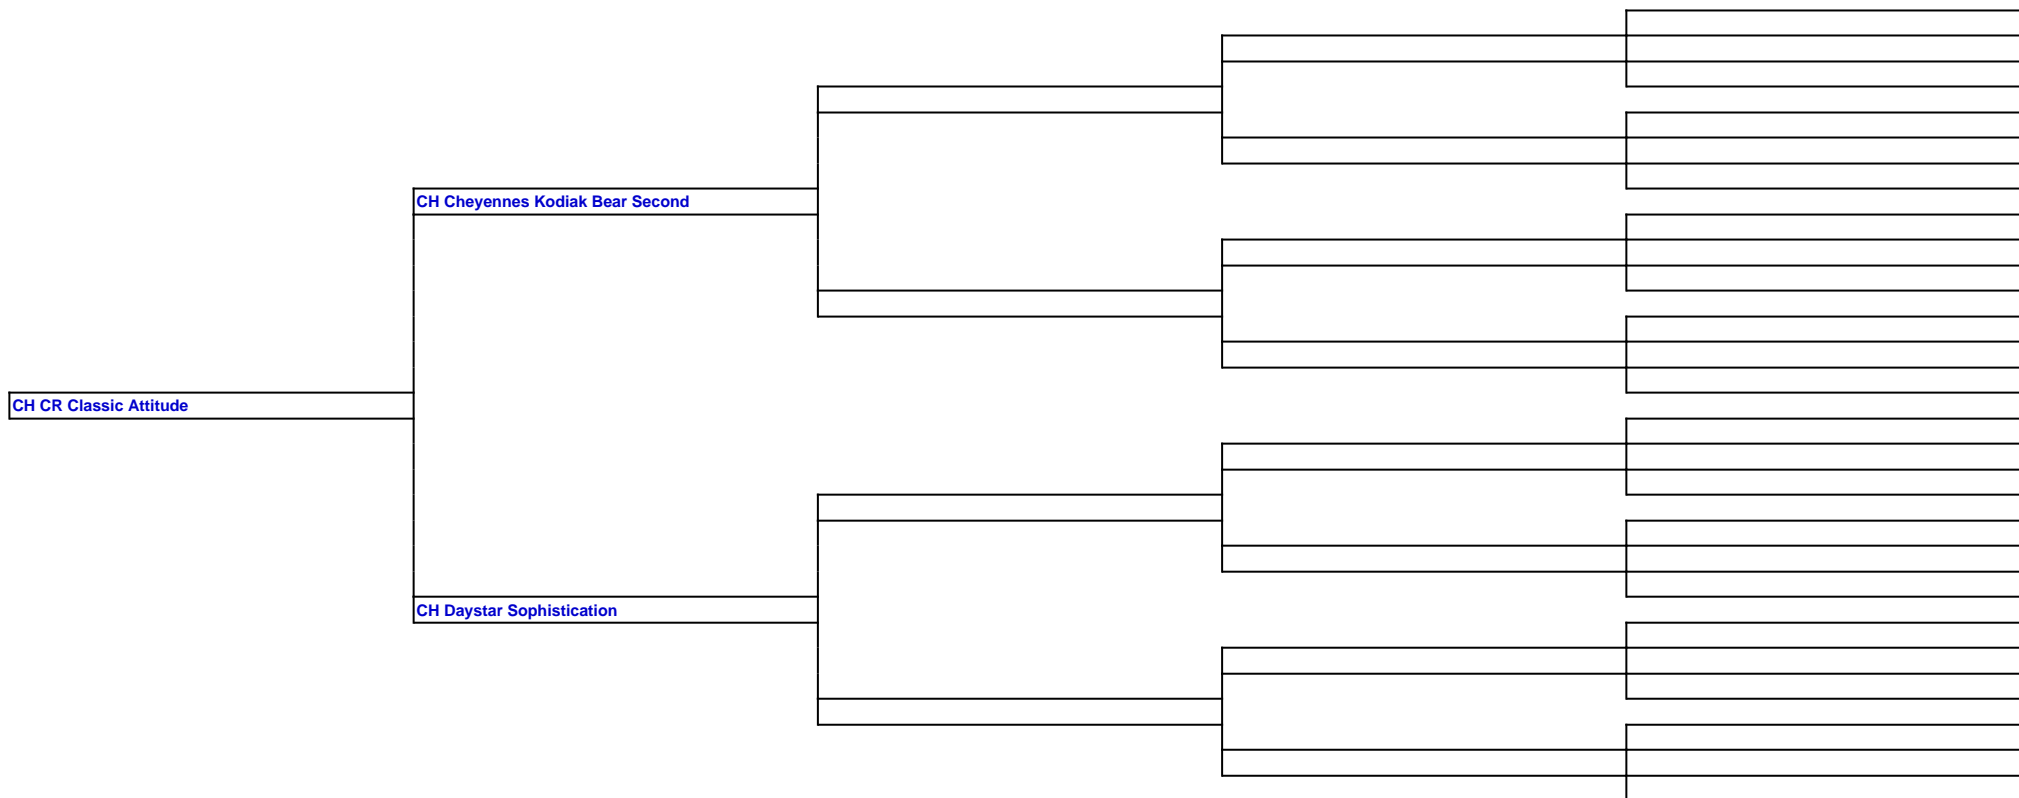 CH Cheyennes Kodiak Bear Second
CH CR Classic Attitude
CH Daystar Sophistication